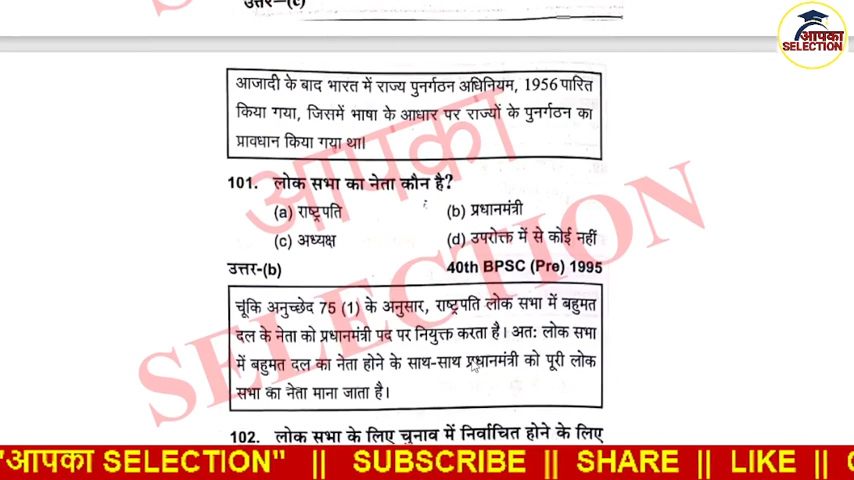 उत्तर–(c)
आपका
SELECTION
आजादी के बाद भारत में राज्य पुनर्गठन अधिनियम, 1956 पारित
किया गया, जिसमें भाषा के आधार पर राज्यों के पुनर्गठन का
प्रावधान किया गया था।
101. लोक सभा का नेता कौन है?
(a) राष्ट्रपति (b) प्रधानमंत्री
(c) अध्यक्ष (d) उपरोक्त में से कोई नहीं
उत्तर-(b) 40th BPSC (Pre) 1995
चूंकि अनुच्छेद 75 (1) के अनुसार, राष्ट्रपति लोक सभा में बहुमत
दल के नेता को प्रधानमंत्री पद पर नियुक्त करता है। अतः लोक सभा
में बहुमत दल का नेता होने के साथ-साथ प्रधानमंत्री को पूरी लोक
सभा का नेता माना जाता है।
102. लोक सभा के लिए चुनाव में निर्वाचित होने के लिए
SELECTION
आपका
SELECTION
"आपका SELECTION" || SUBSCRIBE || SHARE || LIKE ||